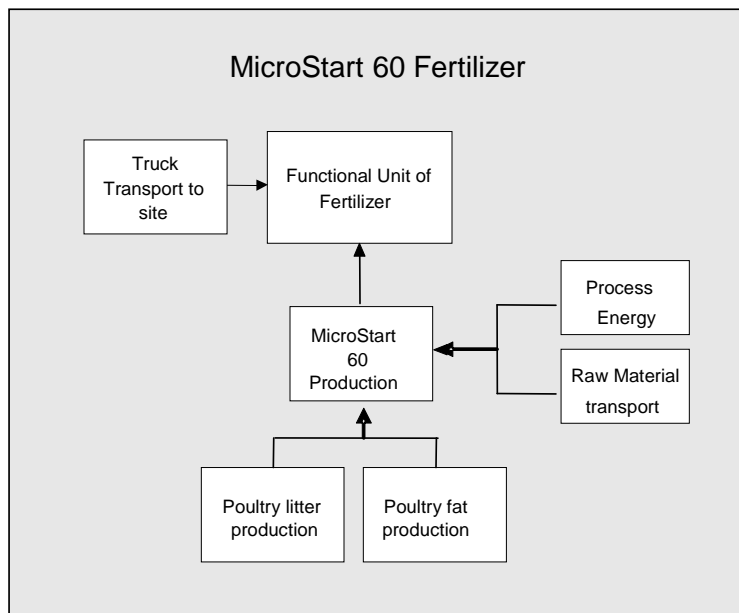 MicroStart 60 Fertilizer
Truck
Transport to
site
Functional Unit of
Fertilizer
Process
Energy
MicroStart
60
Production
Raw Material
transport
Poultry litter
production
Poultry fat
production